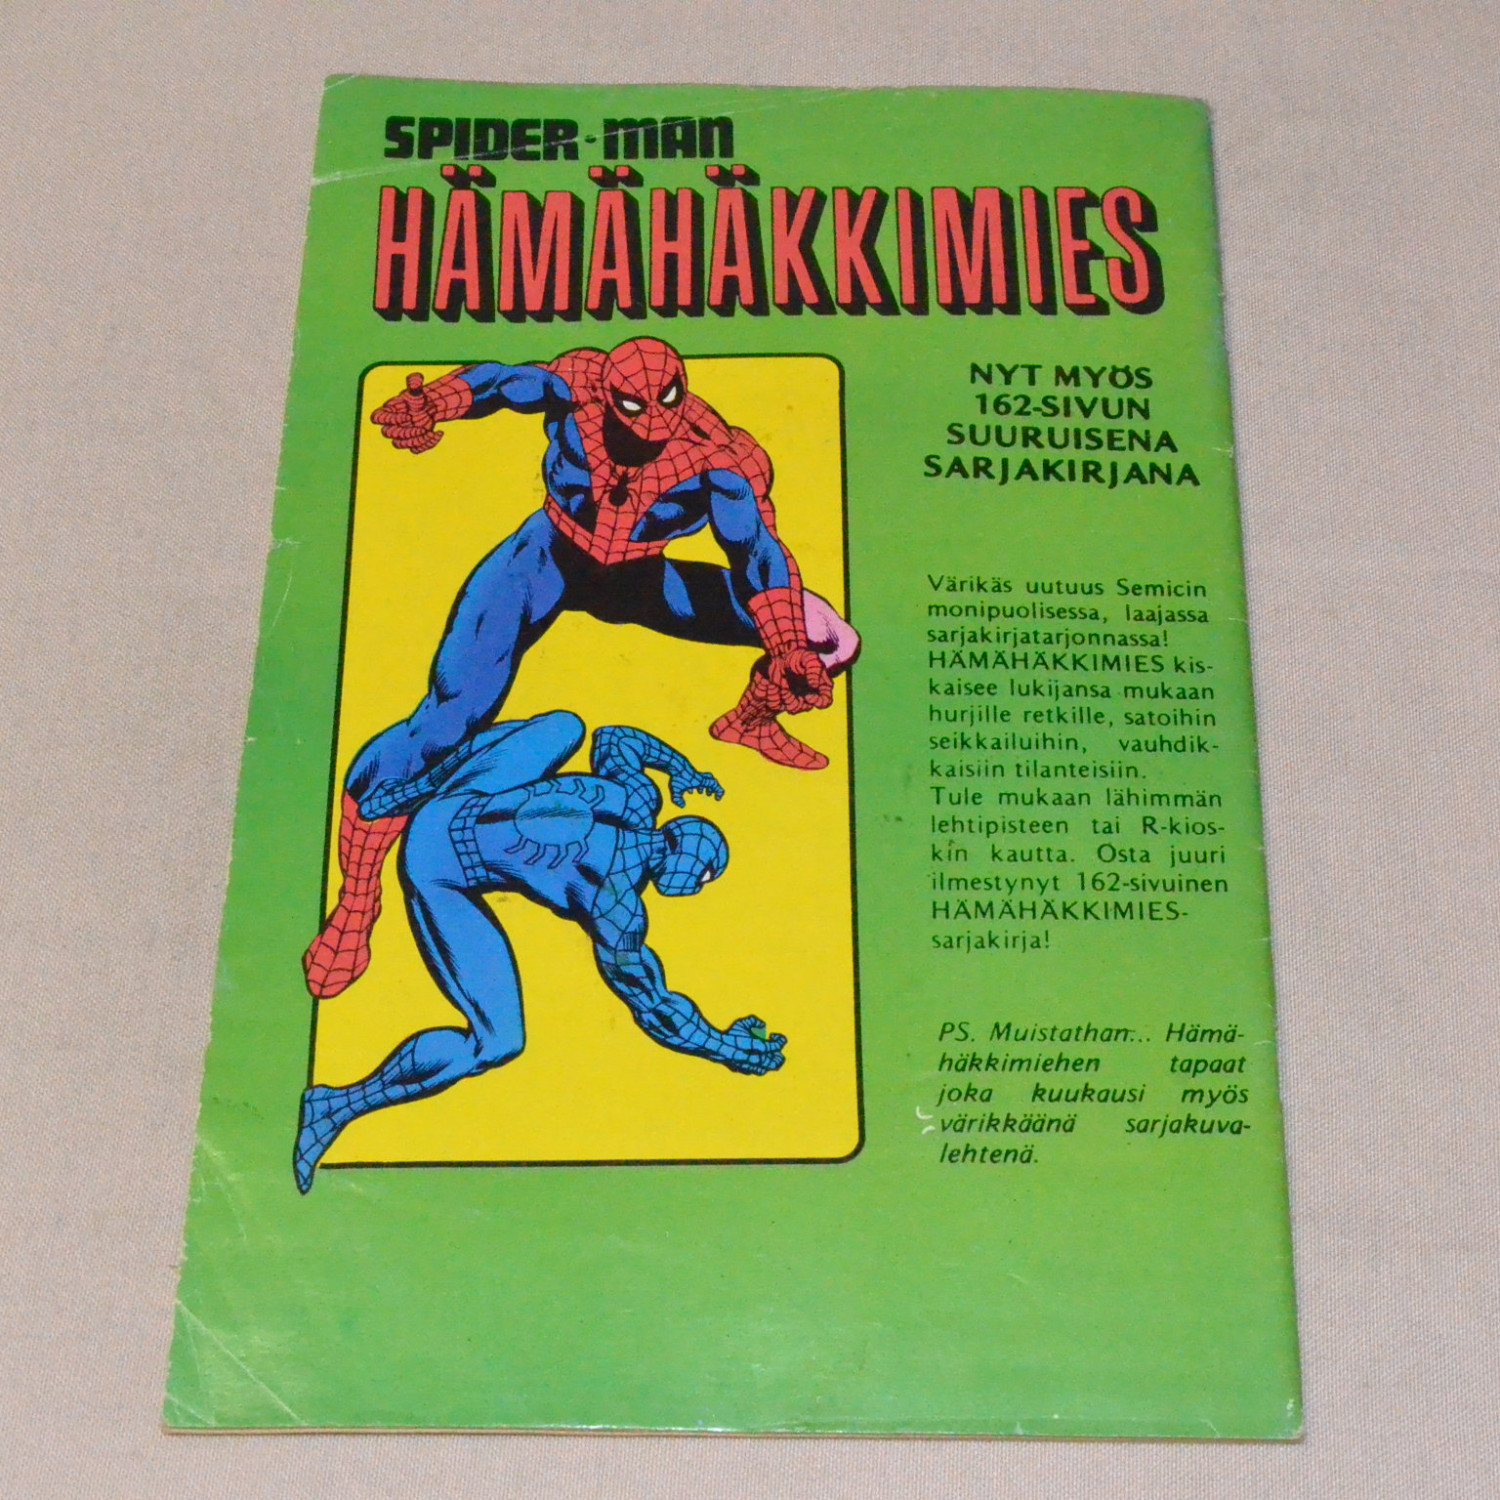 SPIDER-MAN
HÄMÄHÄKKIMIES
NYT MYÖS
162-SIVUN
SUURUISENA
SARJAKIRJANA
Värikäs uutuus Semicin
monipuolisessa, laajassa
sarjakirjatarjonnassa!
HÄMÄHÄKKIMIES kis-
kaisee lukijansa mukaan
hurjille retkille, satoihin
seikkailuihin, vauhdik-
kaisiin tilanteisiin.
Tule mukaan lähimmän
lehtipisteen tai R-kios-
kin kautta. Osta juuri
ilmestynyt 162-sivuinen
HÄMÄHÄKKIMIES-
sarjakirja!
PS. Muistathan... Hämä-
häkkimiehen tapaat
joka kuukausi myös
värikkäänä sarjakuva-
lehtenä.